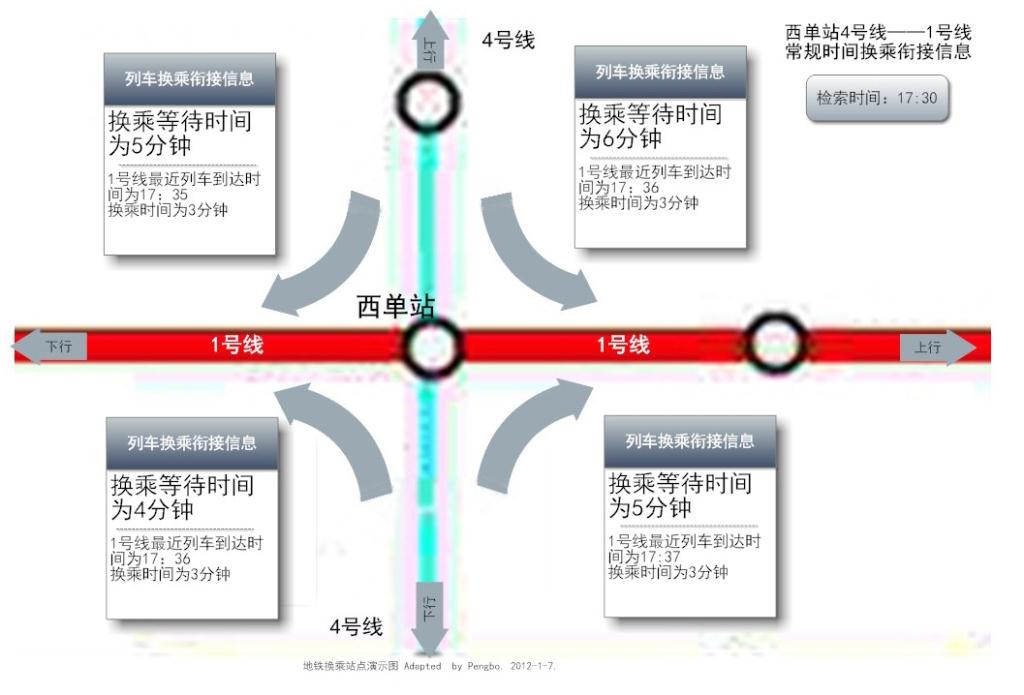 西单站4号线——1号线
常规时间换乘衔接信息
检索时间：17:30
4号线
上行
列车换乘衔接信息
换乘等待时间
为5分钟
1号线最近列车到达时
间为17：35
换乘时间为3分钟
列车换乘衔接信息
换乘等待时间
为6分钟
1号线最近列车到达时
间为17：36
换乘时间为3分钟
西单站
下行
1号线
1号线
上行
列车换乘衔接信息
换乘等待时间
为4分钟
1号线最近列车到达时
间为17：36
换乘时间为3分钟
列车换乘衔接信息
换乘等待时间
为5分钟
1号线最近列车到达时
间为17:37
换乘时间为3分钟
下行
4号线
地铁换乘站点演示图 Adapted by Pengbo. 2012-1-7.